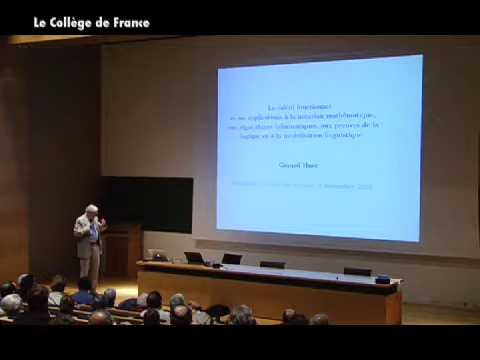 Le Collège de France
Le calcul fonctionnel,
et ses applications à la notation mathématique,
aux algorithmes informatiques, aux preuves de la
logique et à la modélisation linguistique
Gérard Huet